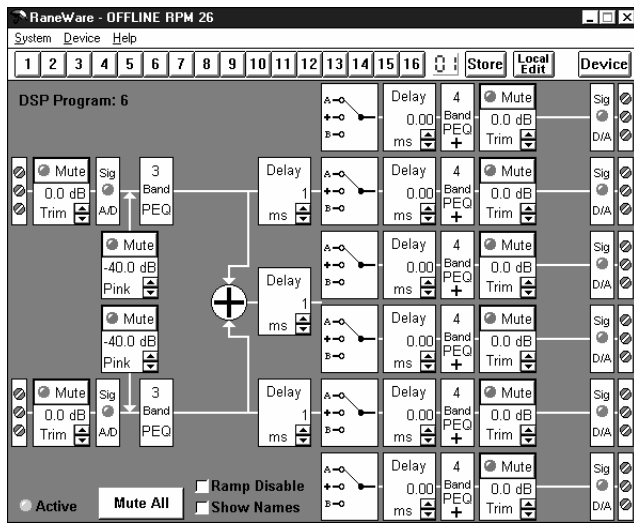 RaneWare - OFFLINE RPM 26
System Device Help
1 2 3 4 5 6 7 8 9 10 11 12 13 14 15 16 01 Store Local Edit Device
DSP Program: 6
A
+
B
Delay
0.00
ms
4
Band
PEQ
+
Mute
0.0 dB
Trim
Sig
D/A
Mute
0.0 dB
Trim
Sig
A/D
3
Band
PEQ
Delay
1
ms
A
+
B
Delay
0.00
ms
4
Band
PEQ
+
Mute
0.0 dB
Trim
Sig
D/A
Mute
-40.0 dB
Pink
A
+
B
Delay
0.00
ms
4
Band
PEQ
+
Mute
0.0 dB
Trim
Sig
D/A
+
Delay
1
ms
Mute
-40.0 dB
Pink
A
+
B
Delay
0.00
ms
4
Band
PEQ
+
Mute
0.0 dB
Trim
Sig
D/A
Mute
0.0 dB
Trim
Sig
A/D
3
Band
PEQ
Delay
1
ms
A
+
B
Delay
0.00
ms
4
Band
PEQ
+
Mute
0.0 dB
Trim
Sig
D/A
A
+
B
Delay
0.00
ms
4
Band
PEQ
+
Mute
0.0 dB
Trim
Sig
D/A
Active
Mute All
Ramp Disable
Show Names